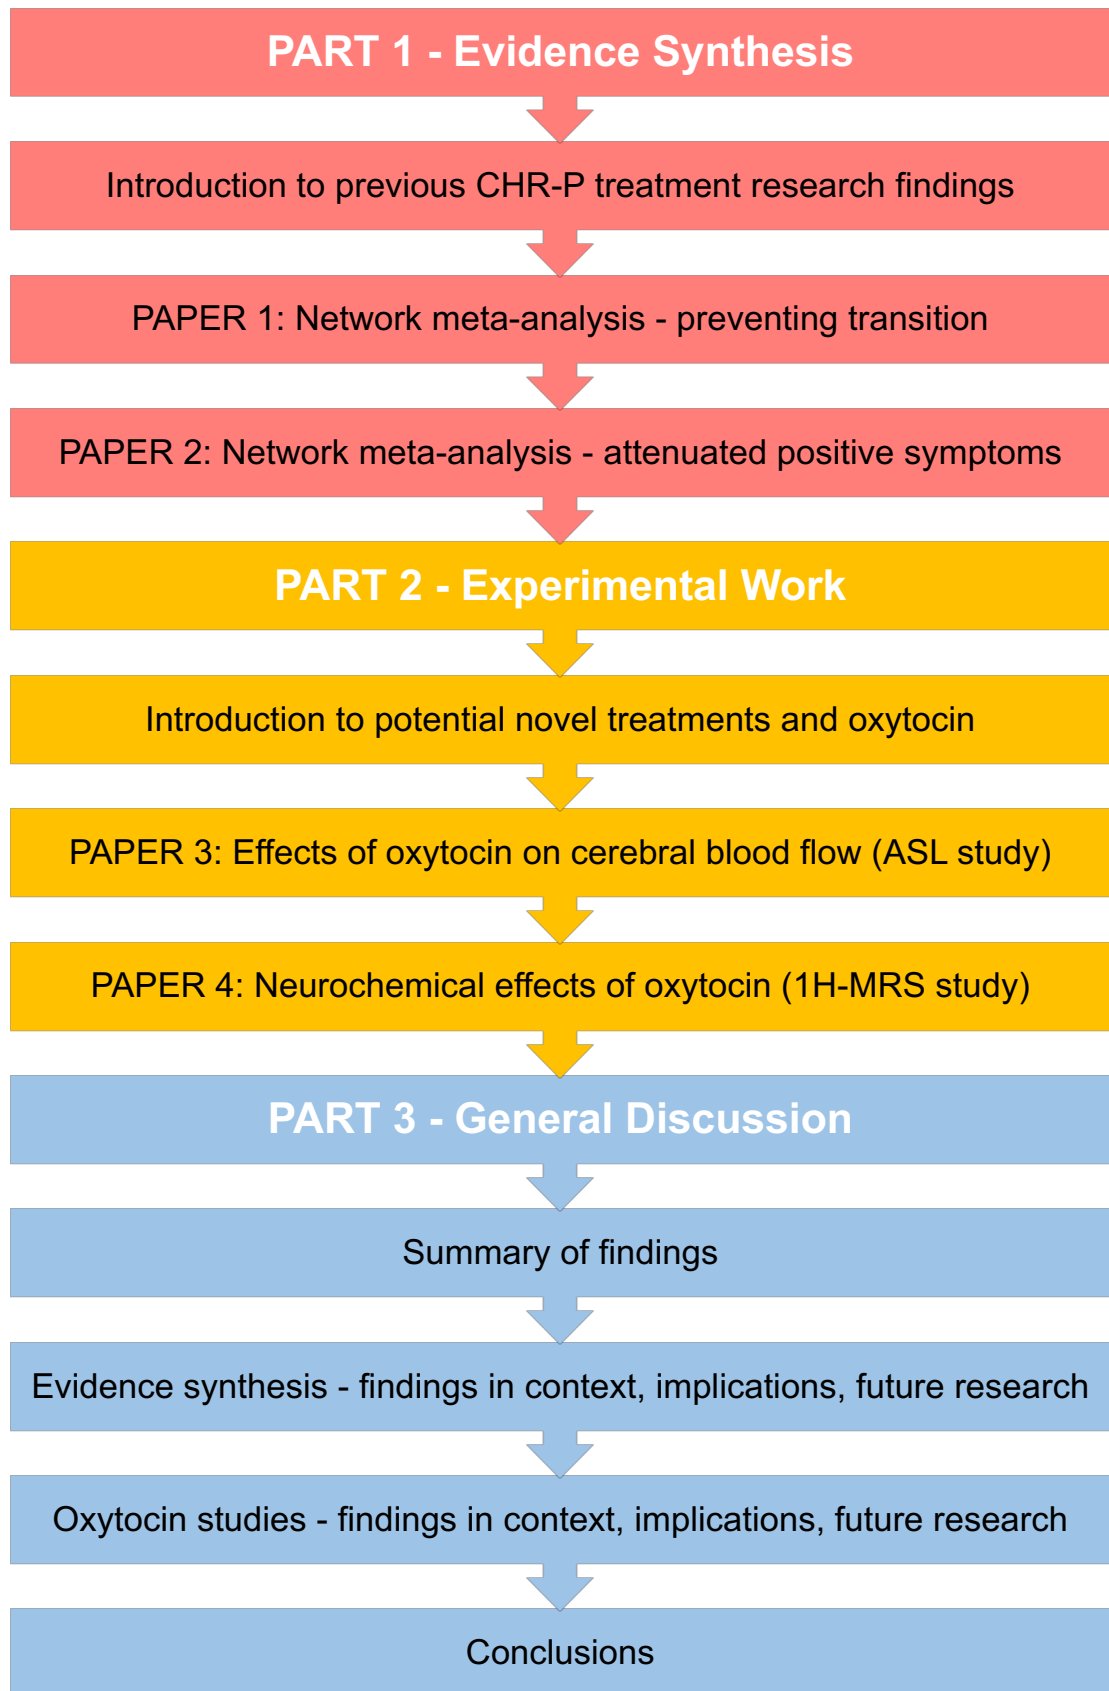 PART 1 - Evidence Synthesis
Introduction to previous CHR-P treatment research findings
PAPER 1: Network meta-analysis - preventing transition
PAPER 2: Network meta-analysis - attenuated positive symptoms
PART 2 - Experimental Work
Introduction to potential novel treatments and oxytocin
PAPER 3: Effects of oxytocin on cerebral blood flow (ASL study)
PAPER 4: Neurochemical effects of oxytocin (1H-MRS study)
PART 3 - General Discussion
Summary of findings
Evidence synthesis - findings in context, implications, future research
Oxytocin studies - findings in context, implications, future research
Conclusions